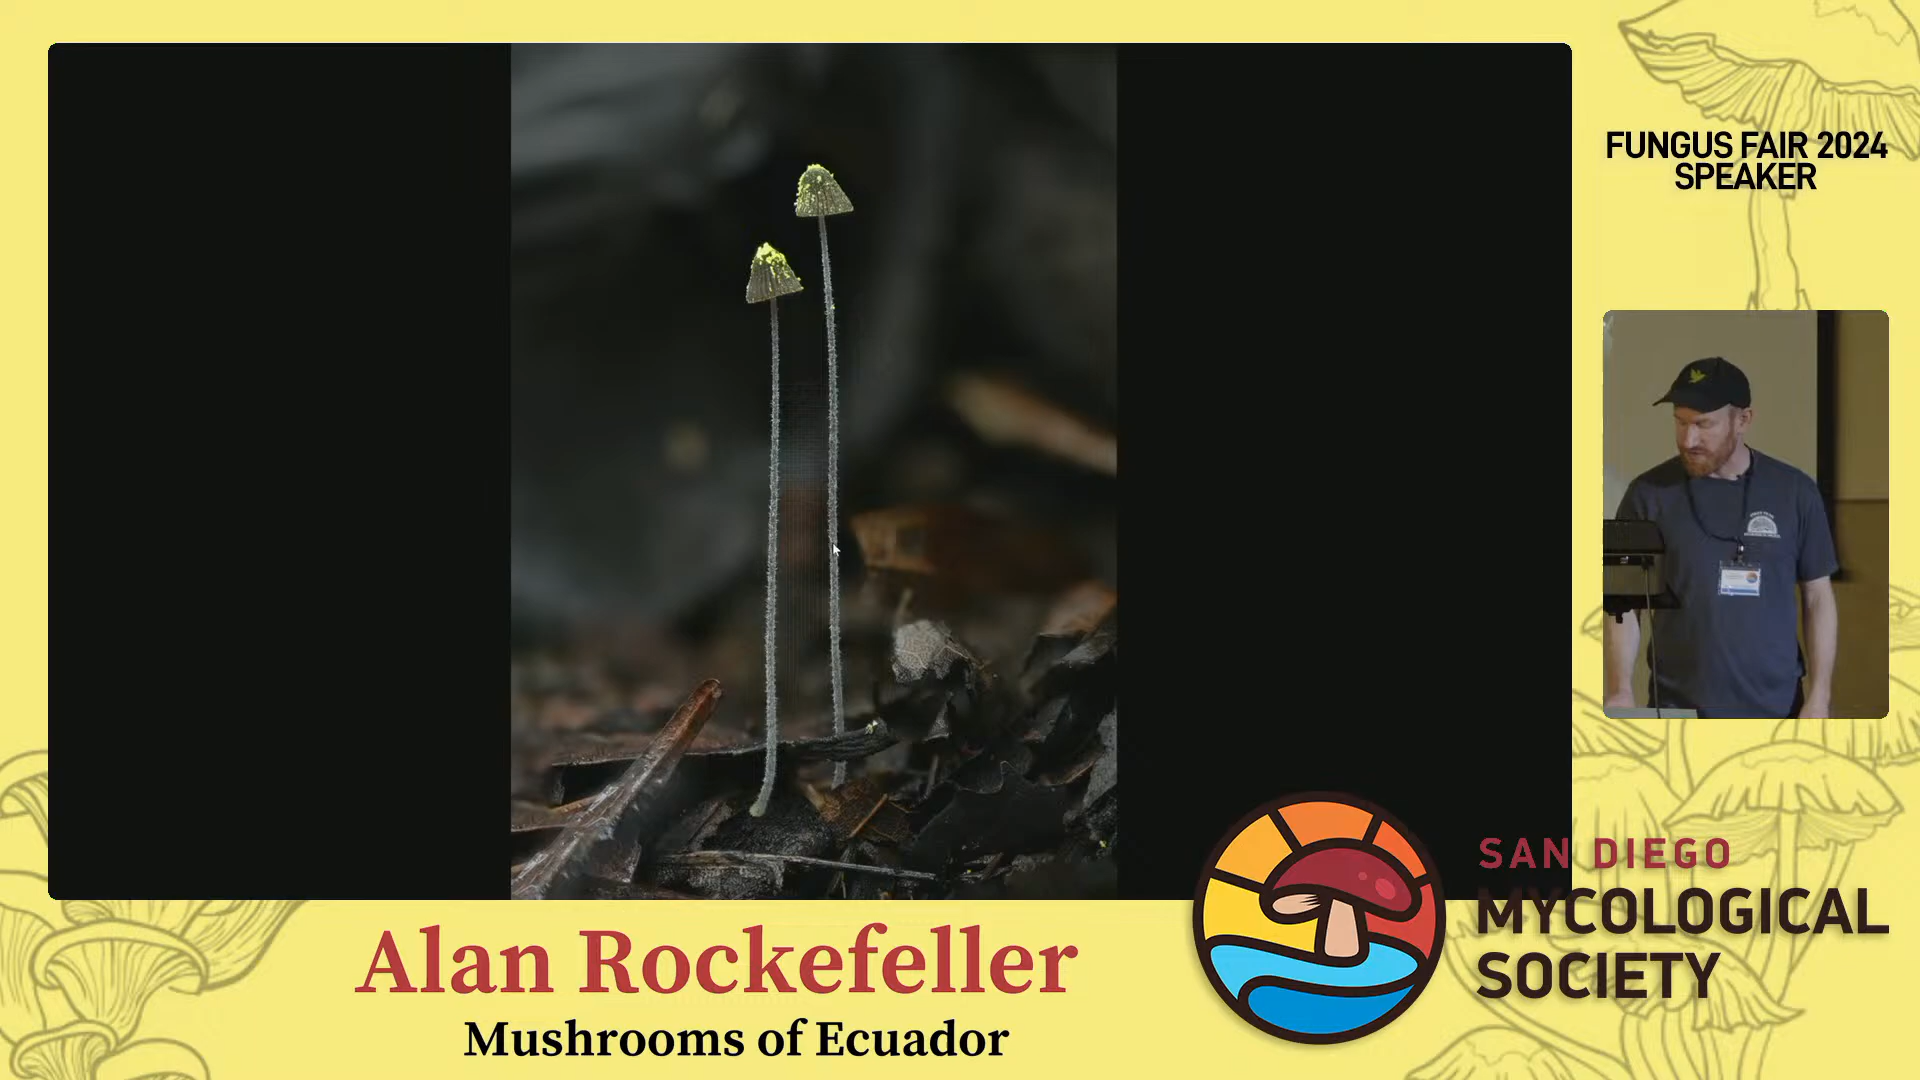 FUNGUS FAIR 2024
SPEAKER
SAN DIEGO
MYCOLOGICAL
SOCIETY
Alan Rockefeller
Mushrooms of Ecuador